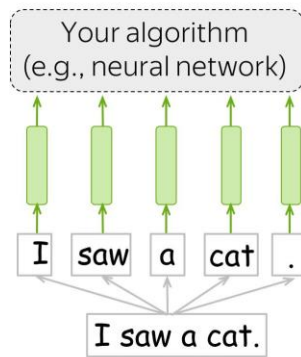 Your algorithm
(e.g., neural network)
I saw a cat .
I saw a cat.